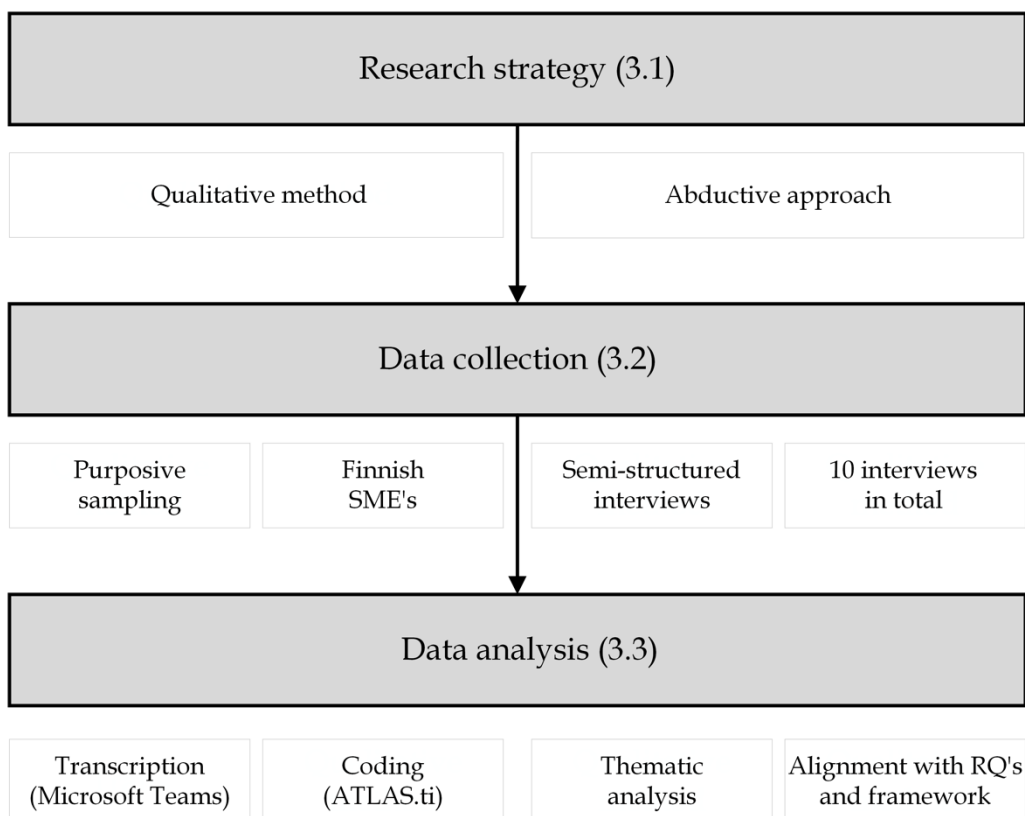 Research strategy (3.1)
Qualitative method
Abductive approach
Data collection (3.2)
Purposive
sampling
Finnish
SME's
Semi-structured
interviews
10 interviews
in total
Data analysis (3.3)
Transcription
(Microsoft Teams)
Coding
(ATLAS.ti)
Thematic
analysis
Alignment with RQ's
and framework